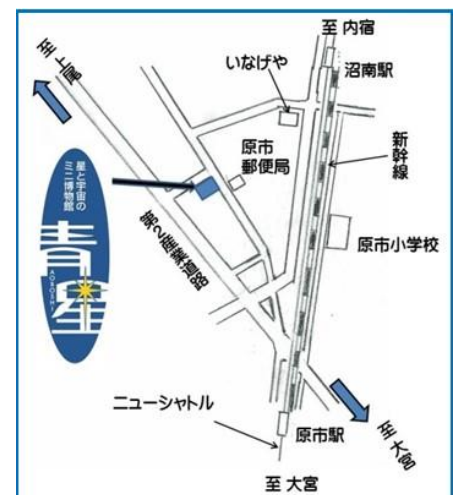 至 内宿
至 上尾
いなげや
沼南駅
新幹線
原市
郵便局
星と宇宙の
ミニ博物館
青星
AOBOSHI
第2産業道路
原市小学校
ニューシャトル
原市駅
至 大宮
至 大宮